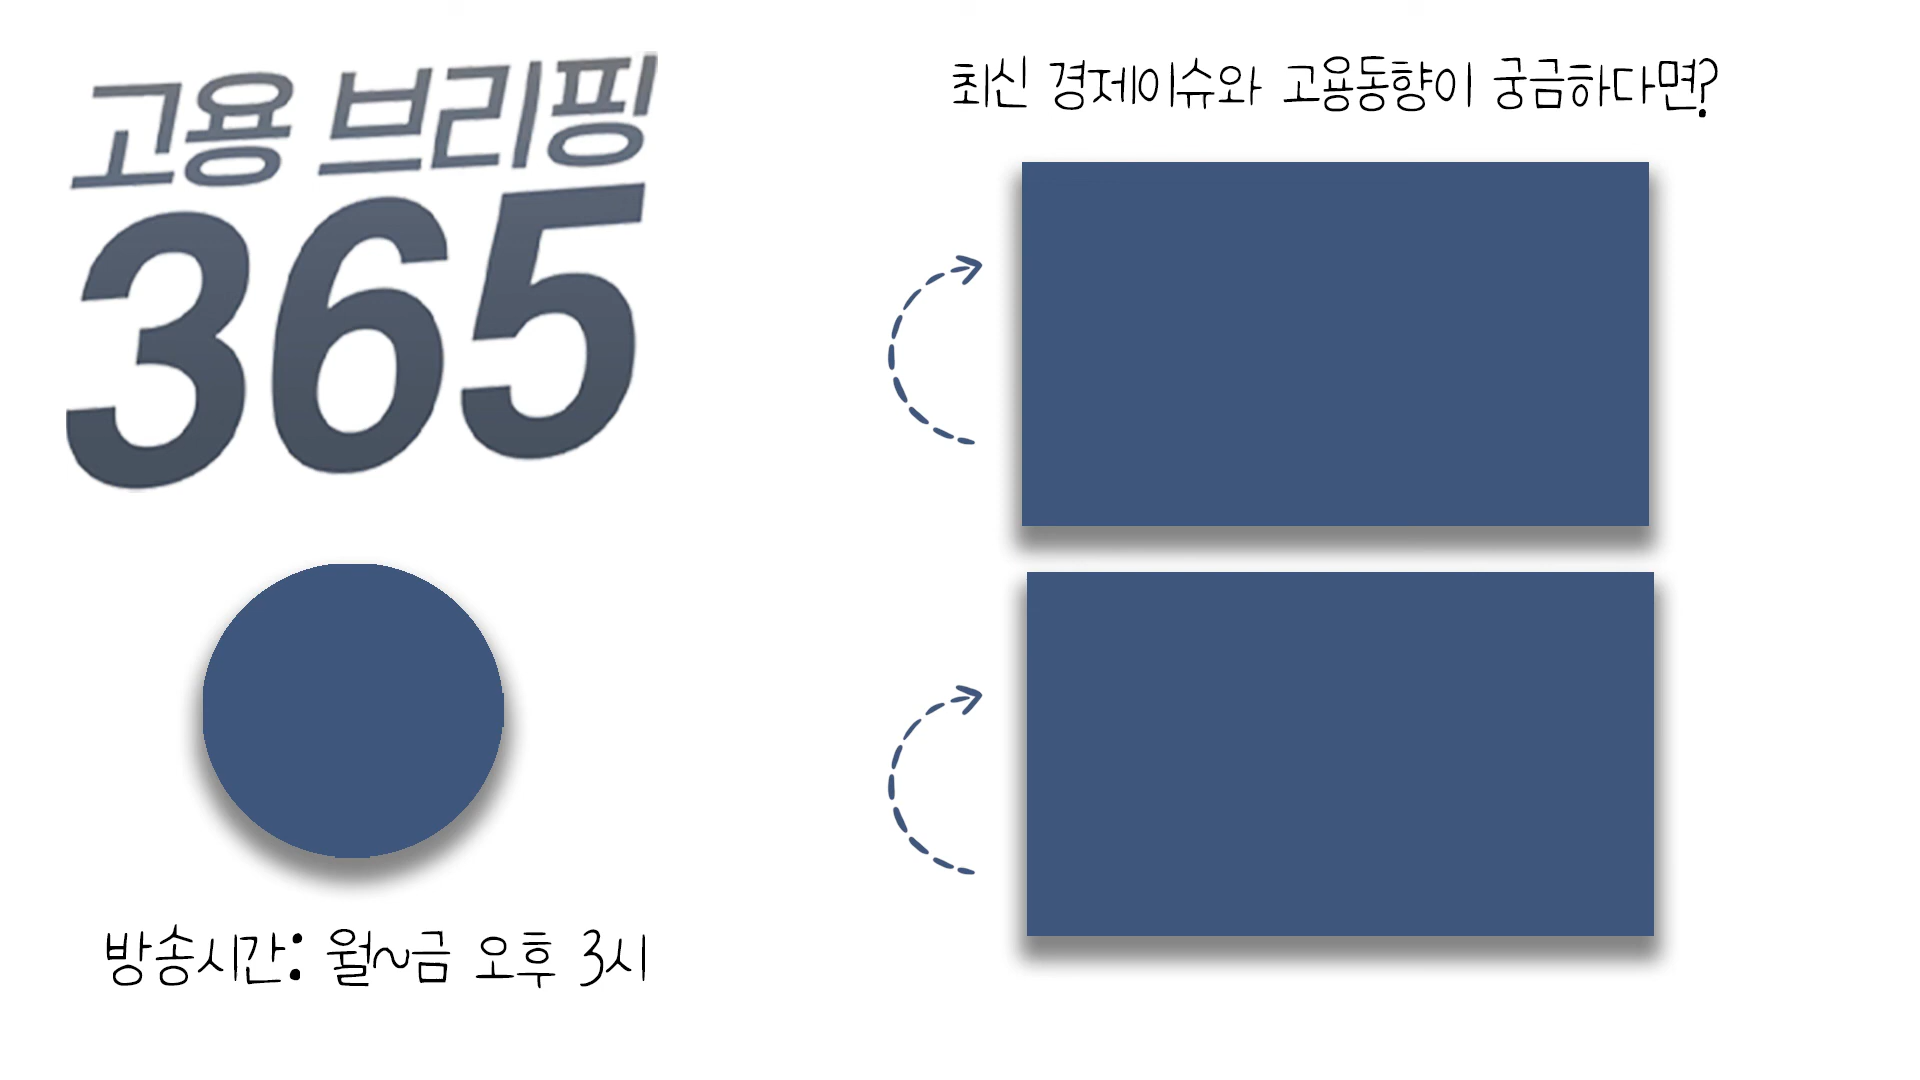 고용 브리핑
365
최신 경제이슈와 고용동향이 궁금하다면?
방송시간: 월~금 오후 3시